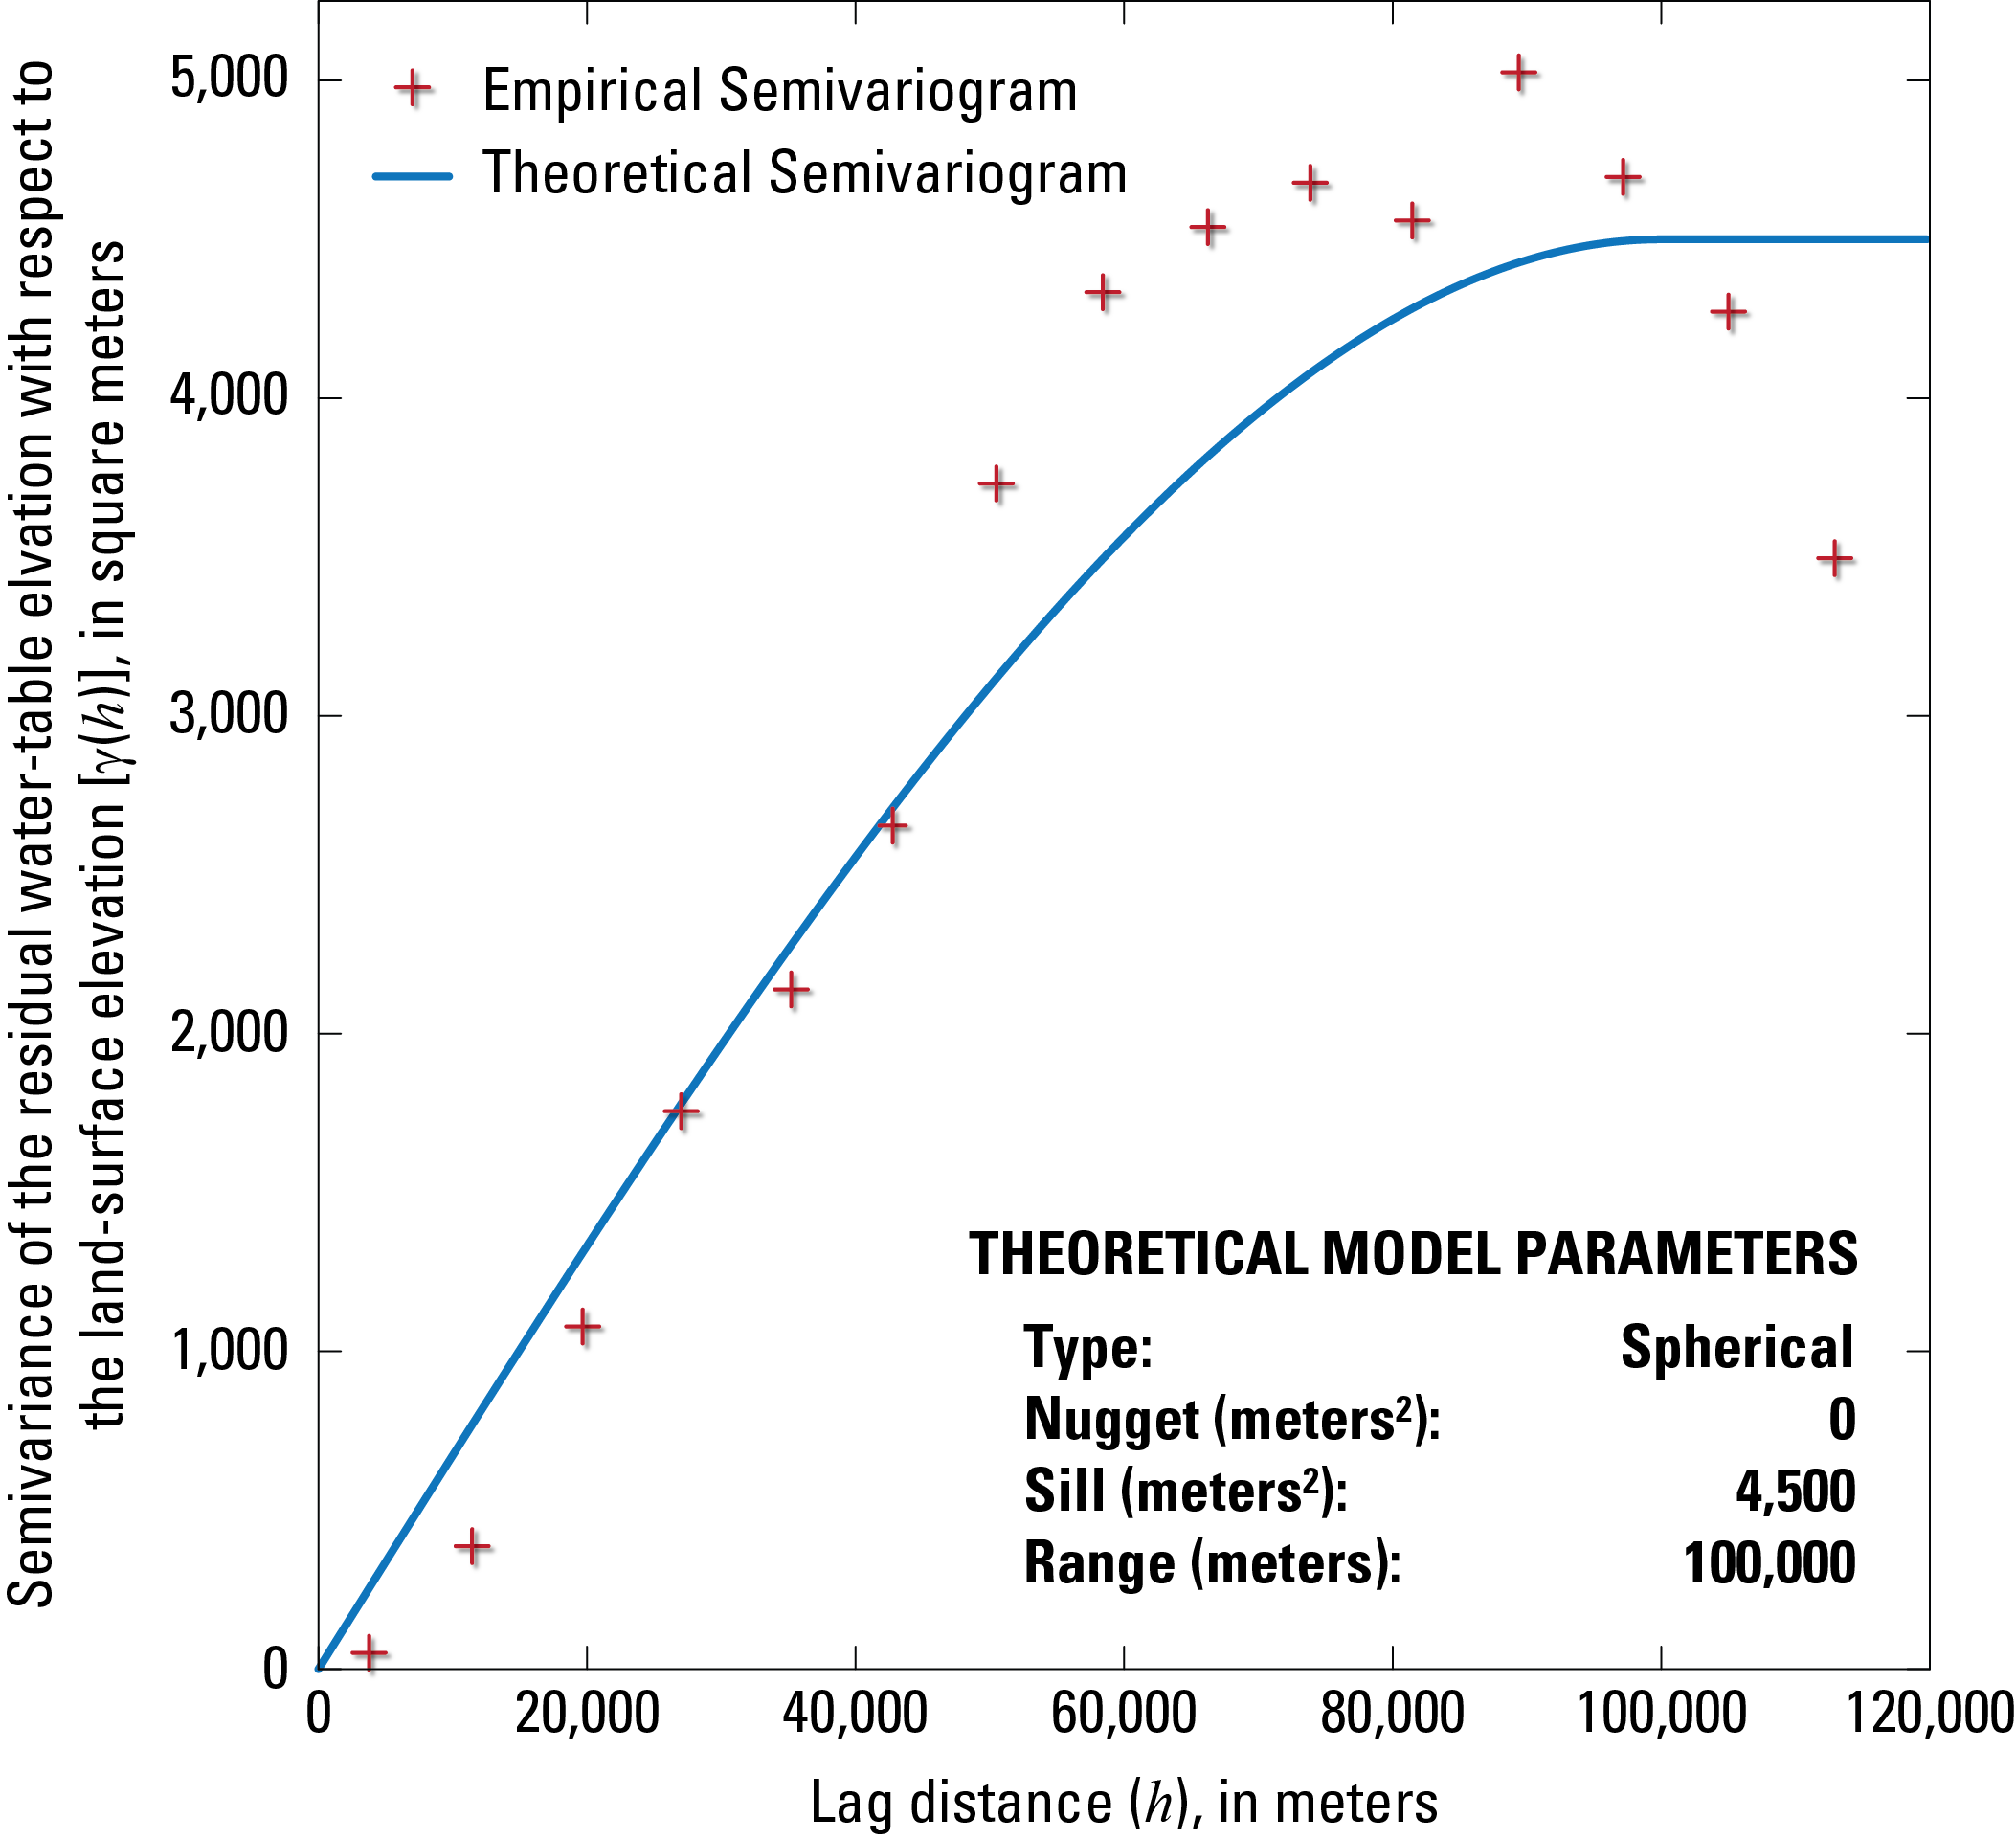 Semivariance of the residual water-table elvation with respect to
the land-surface elevation [γ(h)], in square meters
5,000
4,000
3,000
2,000
1,000
0
Empirical Semivariogram
Theoretical Semivariogram
THEORETICAL MODEL PARAMETERS
Type: Spherical
Nugget (meters²): 0
Sill (meters²): 4,500
Range (meters): 100,000
0 20,000 40,000 60,000 80,000 100,000 120,000
Lag distance (h), in meters